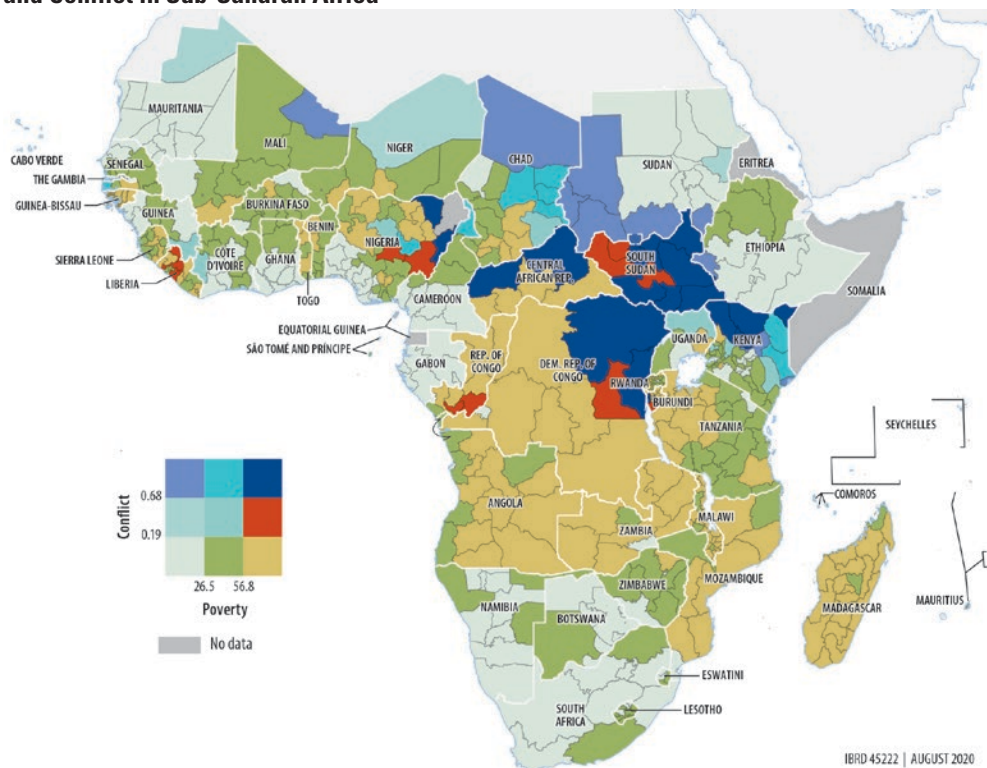 and Conflict in Sub-Saharan Africa
MAURITANIA
MALI
NIGER
CHAD
SUDAN
ERITREA
CABO VERDE
SENEGAL
THE GAMBIA
GUINEA-BISSAU
GUINEA
BURKINA FASO
BENIN
NIGERIA
SIERRA LEONE
LIBERIA
CÔTE
D'IVOIRE
GHANA
TOGO
CAMEROON
CENTRAL
AFRICAN REP.
SOUTH
SUDAN
ETHIOPIA
SOMALIA
EQUATORIAL GUINEA
SÃO TOMÉ AND PRÍNCIPE
GABON
REP. OF
CONGO
DEM. REP. OF
CONGO
UGANDA
KENYA
RWANDA
BURUNDI
TANZANIA
SEYCHELLES
COMOROS
ANGOLA
ZAMBIA
MALAWI
MOZAMBIQUE
ZIMBABWE
MADAGASCAR
MAURITIUS
NAMIBIA
BOTSWANA
ESWATINI
SOUTH
AFRICA
LESOTHO
Conflict
0.68
0.19
26.5 56.8
Poverty
No data
IBRD 45222 | AUGUST 2020